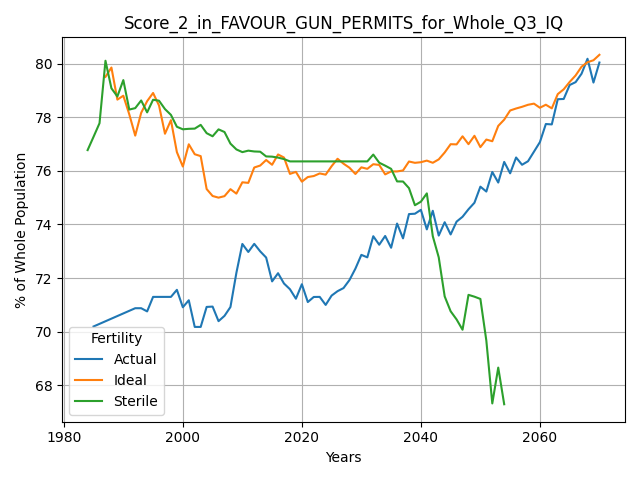 Score_2_in_FAVOUR_GUN_PERMITS_for_Whole_Q3_IQ
% of Whole Population
80
78
76
74
72
70
68
Fertility
Actual
Ideal
Sterile
1980 2000 2020 2040 2060
Years